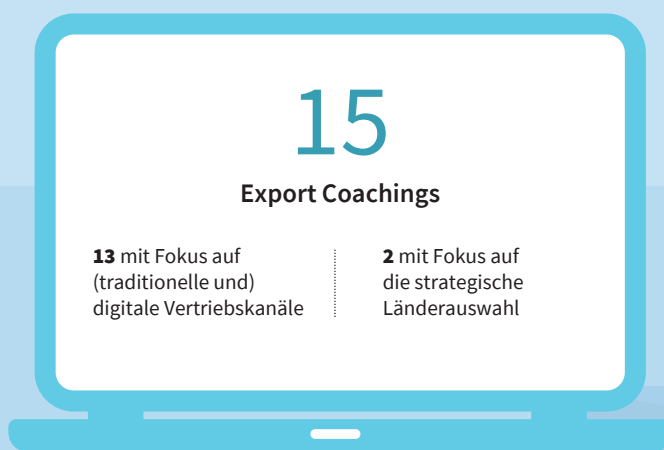 15
Export Coachings
13 mit Fokus auf
(traditionelle und)
digitale Vertriebskanäle
2 mit Fokus auf
die strategische
Länderauswahl